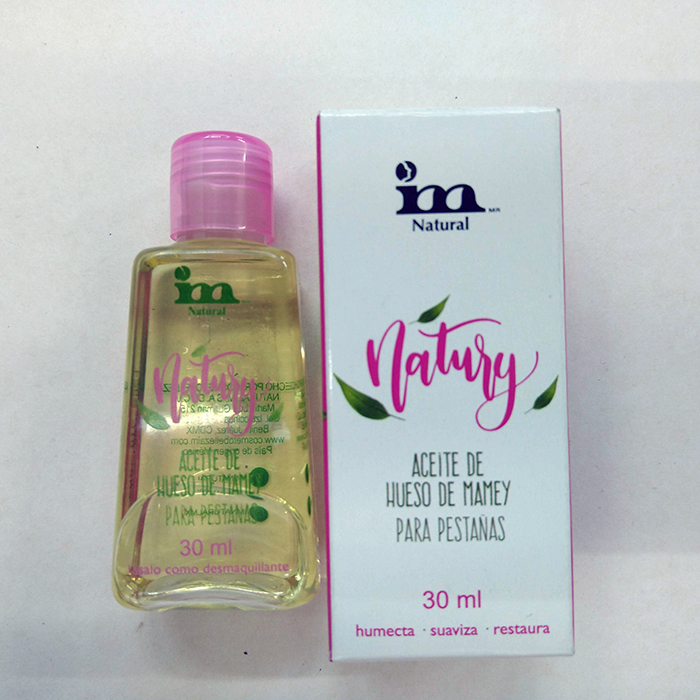 im
Natural
Natury
ACEITE DE
HUESO DE MAMEY
PARA PESTAÑAS
30 ml
como desmaquillante
im
Natural
Natury
ACEITE DE
HUESO DE MAMEY
PARA PESTAÑAS
30 ml
humecta · suaviza · restaura